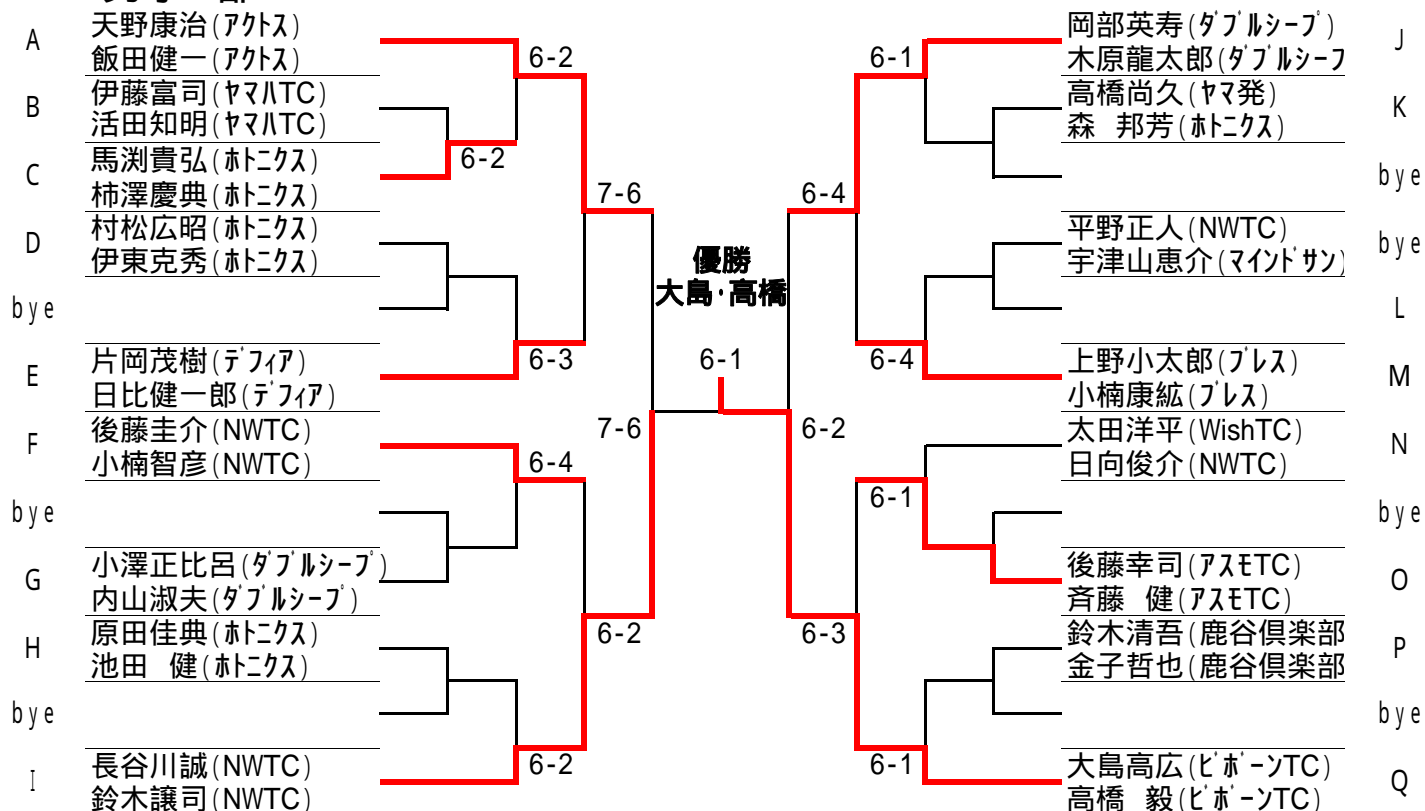 A
天野康治(アクトス)
飯田健一(アクトス)
B
伊藤富司(ヤマハTC)
活田知明(ヤマハTC)
C
馬渕貴弘(ホトニクス)
柿澤慶典(ホトニクス)
D
村松広昭(ホトニクス)
伊東克秀(ホトニクス)
bye
E
片岡茂樹(デフィア)
日比健一郎(デフィア)
F
後藤圭介(NWTC)
小楠智彦(NWTC)
bye
G
小澤正比呂(ダブルシープ)
内山淑夫(ダブルシープ)
H
原田佳典(ホトニクス)
池田 健(ホトニクス)
bye
I
長谷川誠(NWTC)
鈴木譲司(NWTC)
6-2
6-2
7-6
6-3
7-6
6-4
6-2
6-2
優勝
大島・高橋
6-1
6-1
6-4
6-4
6-2
6-1
6-3
6-1
岡部英寿(ダブルシープ)
木原龍太郎(ダブルシープ
J
高橋尚久(ヤマ発)
森 邦芳(ホトニクス)
K
bye
平野正人(NWTC)
宇津山恵介(マインドサン)
bye
L
上野小太郎(ブレス)
小楠康紘(ブレス)
M
太田洋平(WishTC)
日向俊介(NWTC)
N
bye
後藤幸司(アスモTC)
斉藤 健(アスモTC)
O
鈴木清吾(鹿谷倶楽部
金子哲也(鹿谷倶楽部
P
bye
大島高広(ビボーンTC)
高橋 毅(ビボーンTC)
Q